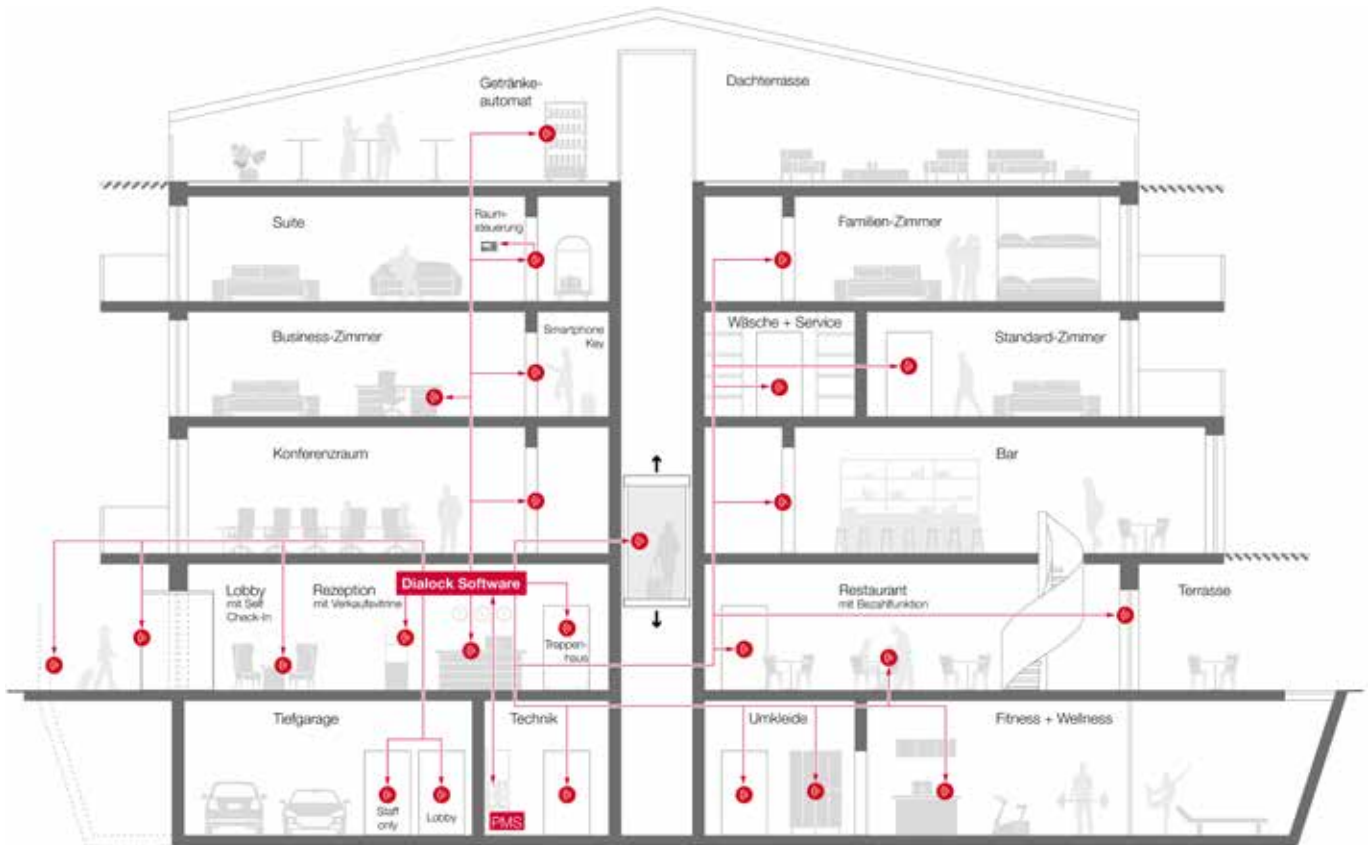 Getränke-
automat
Dachterrasse
Suite
Raum-
steuerung
Familien-Zimmer
Business-Zimmer
Smartphone
Key
Wäsche + Service
Standard-Zimmer
Konferenzraum
Bar
Lobby
mit Self
Check-In
Rezeption
mit Verkaufsvitrine
Dialock Software
Treppen-
haus
Restaurant
mit Bezahlfunktion
Terrasse
Tiefgarage
Staff
only
Lobby
Technik
PMS
Umkleide
Fitness + Wellness